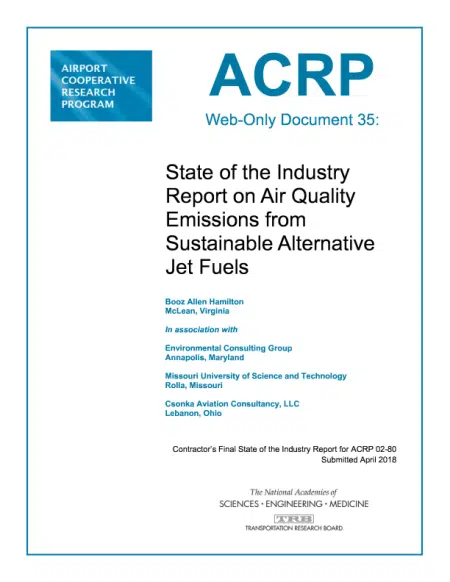 AIRPORT
COOPERATIVE
RESEARCH
PROGRAM
ACRP
Web-Only Document 35:
State of the Industry
Report on Air Quality
Emissions from
Sustainable Alternative
Jet Fuels
Booz Allen Hamilton
McLean, Virginia
In association with
Environmental Consulting Group
Annapolis, Maryland
Missouri University of Science and Technology
Rolla, Missouri
Csonka Aviation Consultancy, LLC
Lebanon, Ohio
Contractor's Final State of the Industry Report for ACRP 02-80
Submitted April 2018
The National Academies of
SCIENCES • ENGINEERING • MEDICINE
TRB
TRANSPORTATION RESEARCH BOARD